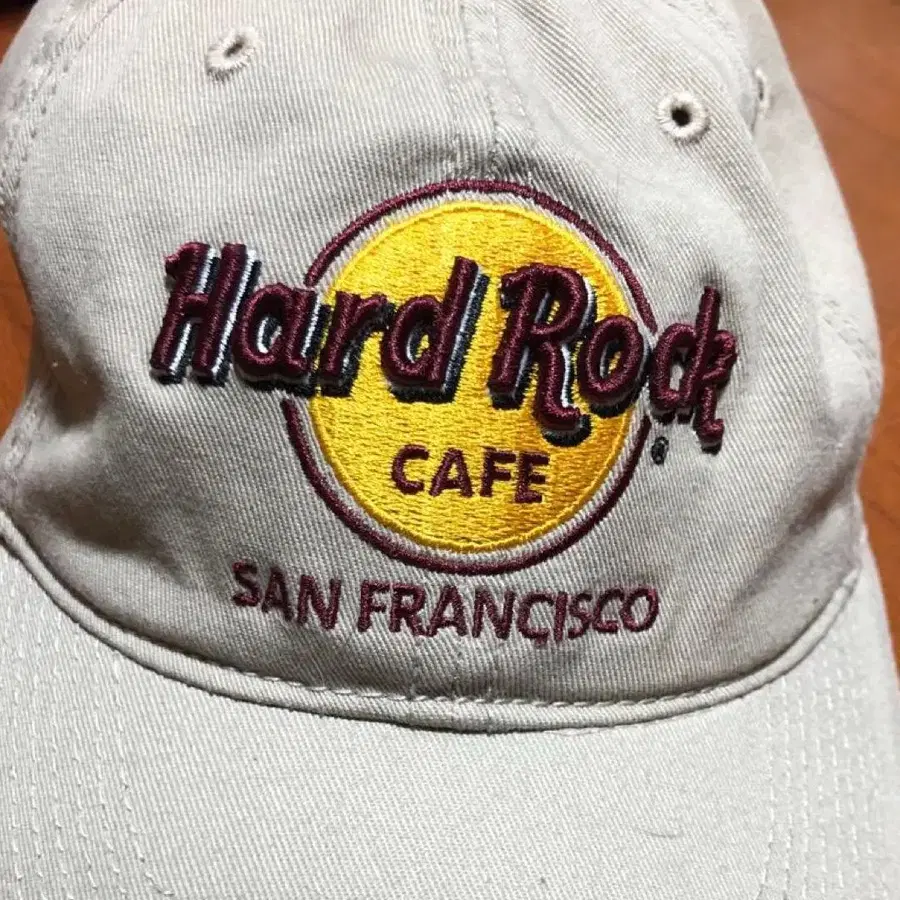 Hard Rock
CAFE
®
SAN FRANCISCO